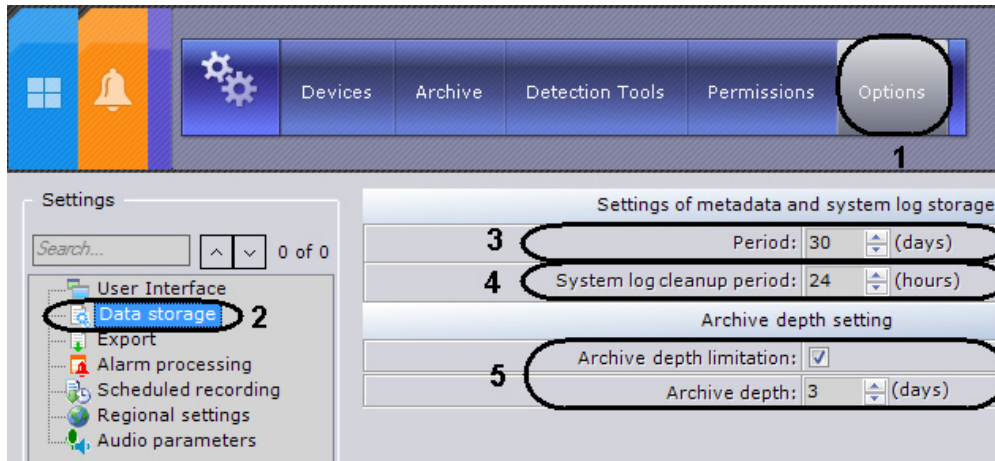 Devices Archive Detection Tools Permissions Options
1
Settings
Search... 0 of 0
User Interface
Data storage 2
Export
Alarm processing
Scheduled recording
Regional settings
Audio parameters
Settings of metadata and system log storage
3 Period: 30 (days)
4 System log cleanup period: 24 (hours)
Archive depth setting
5 Archive depth limitation:
Archive depth: 3 (days)